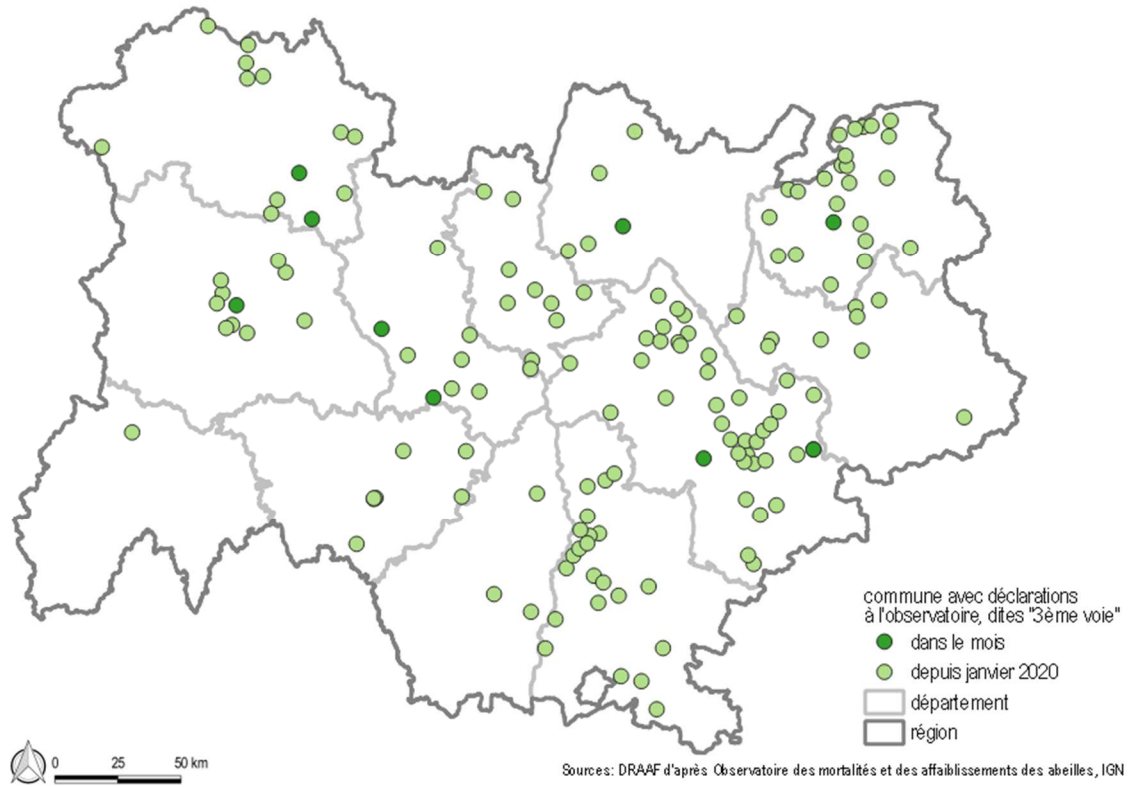 commune avec déclarations
à l'observatoire, dites "3ème voie"
dans le mois
depuis janvier 2020
département
région
0 25 50 km
Sources: DRAAF d'après Observatoire des mortalités et des affaiblissements des abeilles, IGN